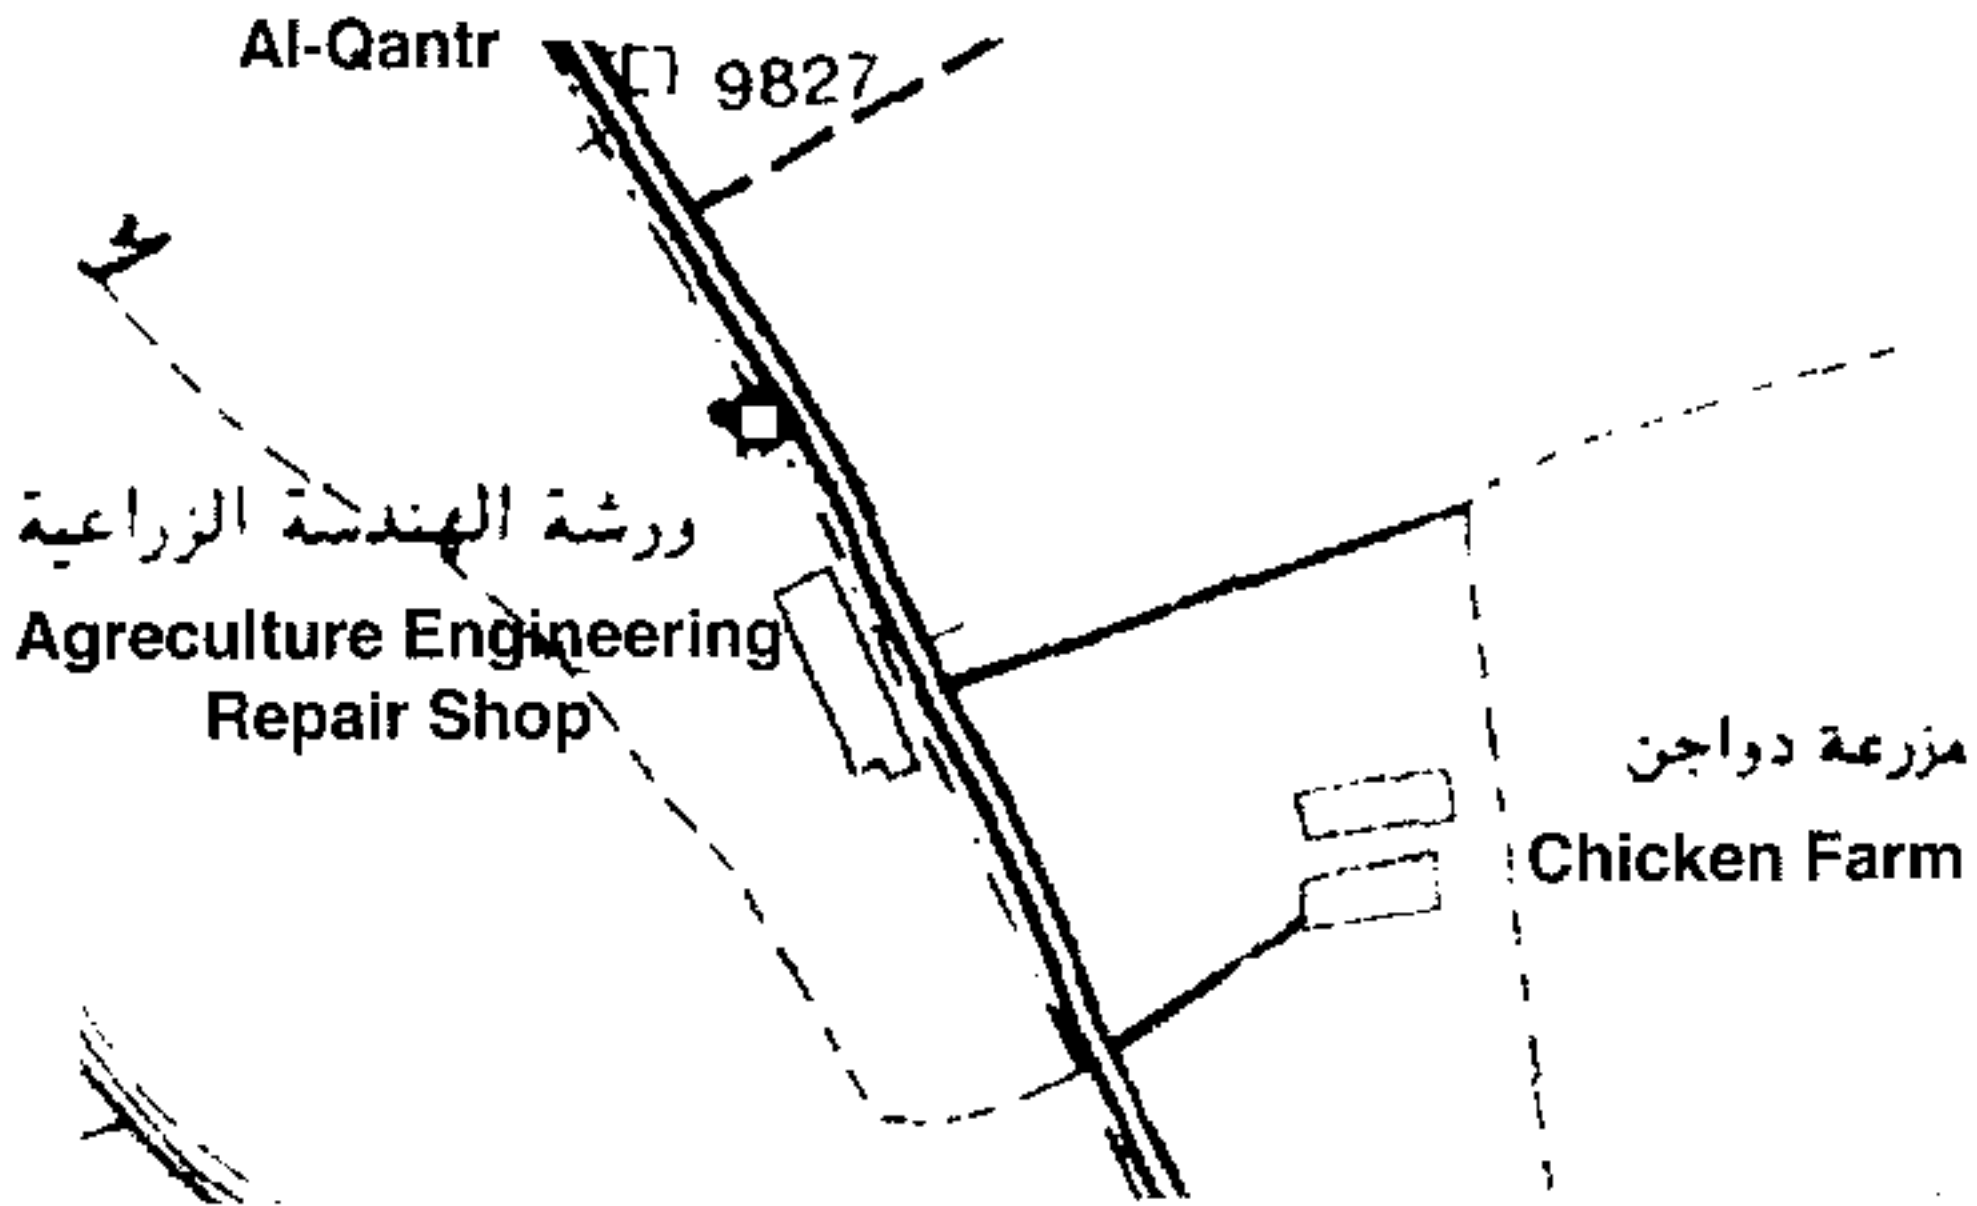 Al-Qantr
9827
ورشة الهندسة الزراعية
Agreculture Engineering
Repair Shop
مزرعة دواجن
Chicken Farm